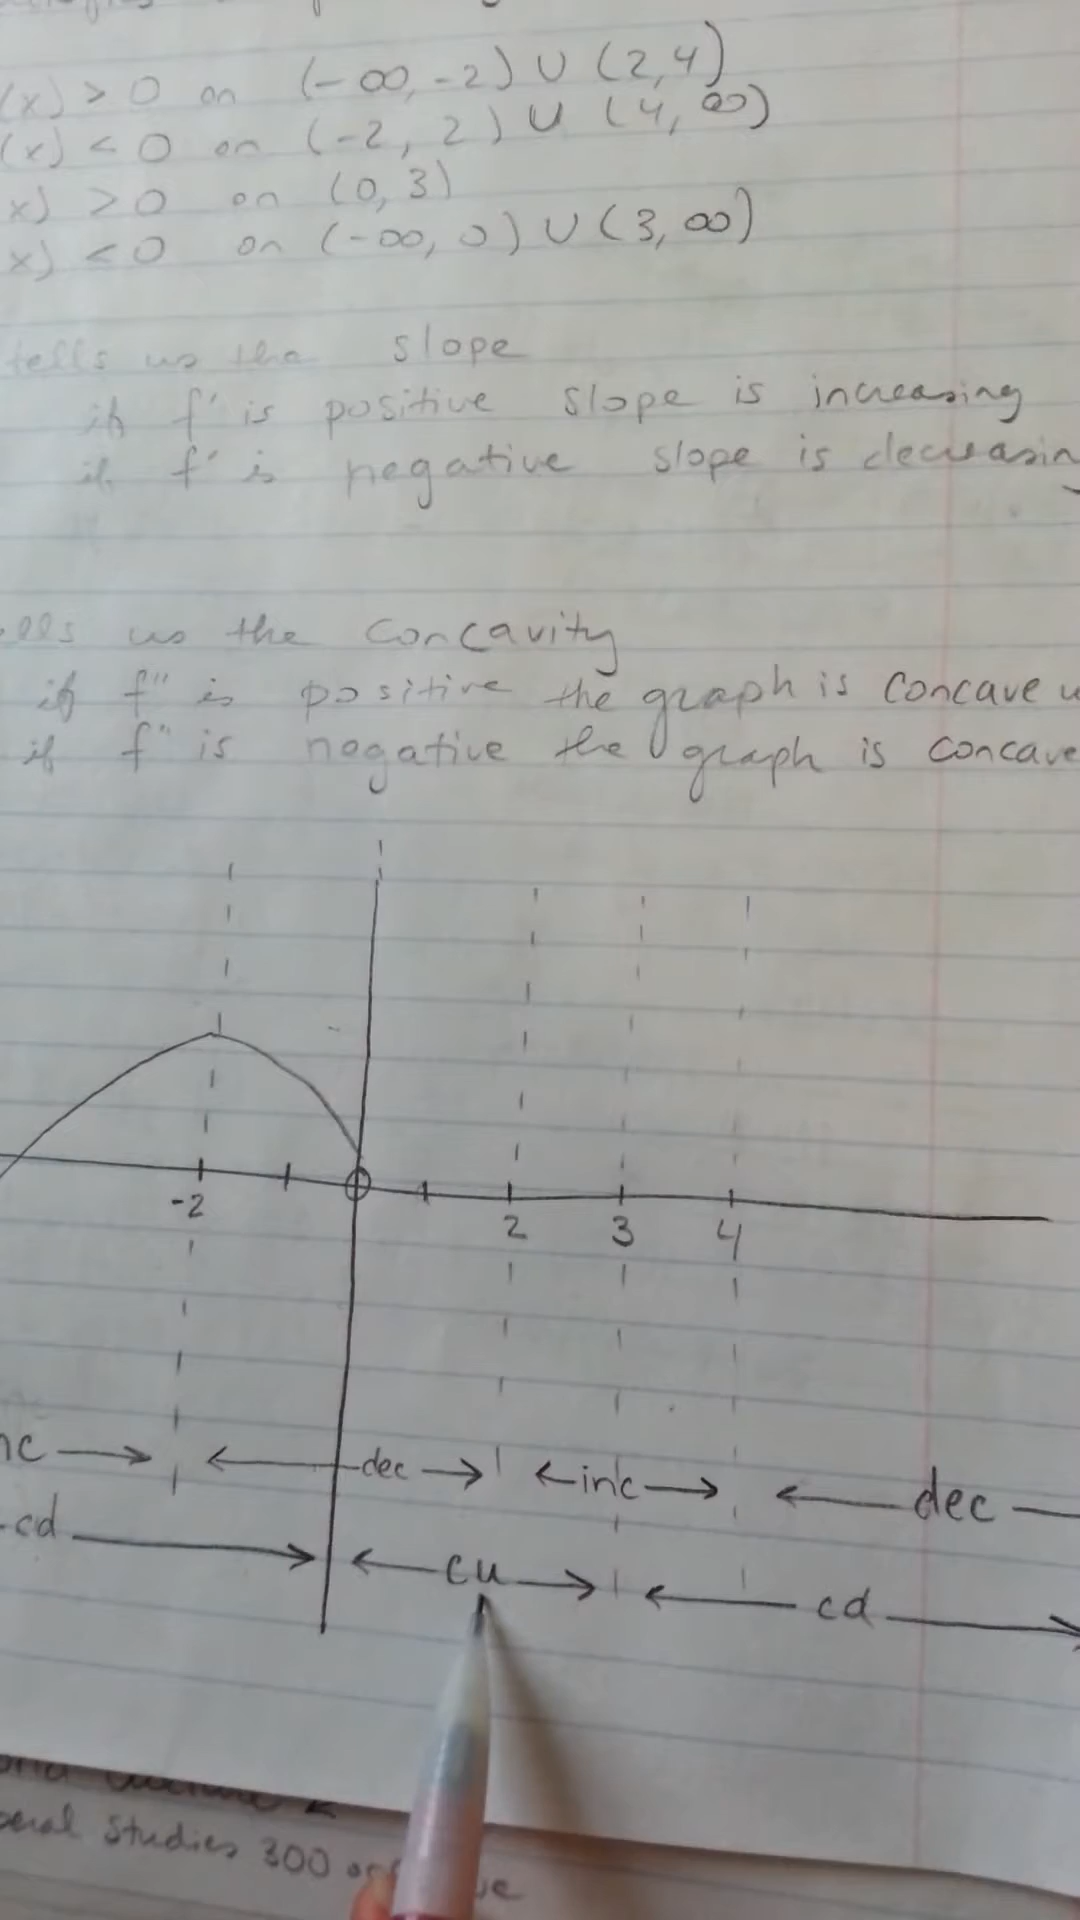 (x) > 0 on (-∞, -2) ∪ (2, 4)
(x) < 0 on (-2, 2) ∪ (4, ∞)
x) > 0 on (0, 3)
x) < 0 on (-∞, 0) ∪ (3, ∞)
tells us the slope
if f' is positive slope is increasing
if f' is negative slope is decreasin
ells us the concavity
if f" is positive the graph is concave u
if f" is negative the graph is concave
-2 2 3 4
nc dec inc dec
cd cu cd
eral Studies 300